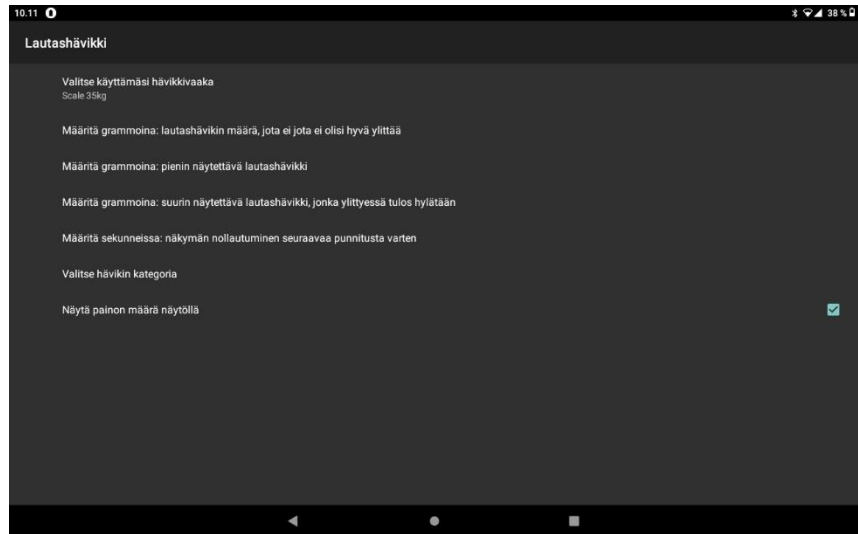 10.11 38 %
Lautashävikki
Valitse käyttämäsi hävikkivaaka
Scale 35kg
Määritä grammoina: lautashävikin määrä, jota ei jota ei olisi hyvä ylittää
Määritä grammoina: pienin näytettävä lautashävikki
Määritä grammoina: suurin näytettävä lautashävikki, jonka ylittyessä tulos hylätään
Määritä sekunneissa: näkymän nollautuminen seuraavaa punnitusta varten
Valitse hävikin kategoria
Näytä painon määrä näytöllä